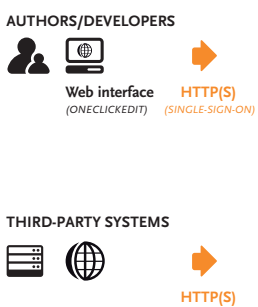 AUTHORS/DEVELOPERS
Web interface HTTP(S)
(ONECLICKEDIT) (SINGLE-SIGN-ON)
THIRD-PARTY SYSTEMS
HTTP(S)